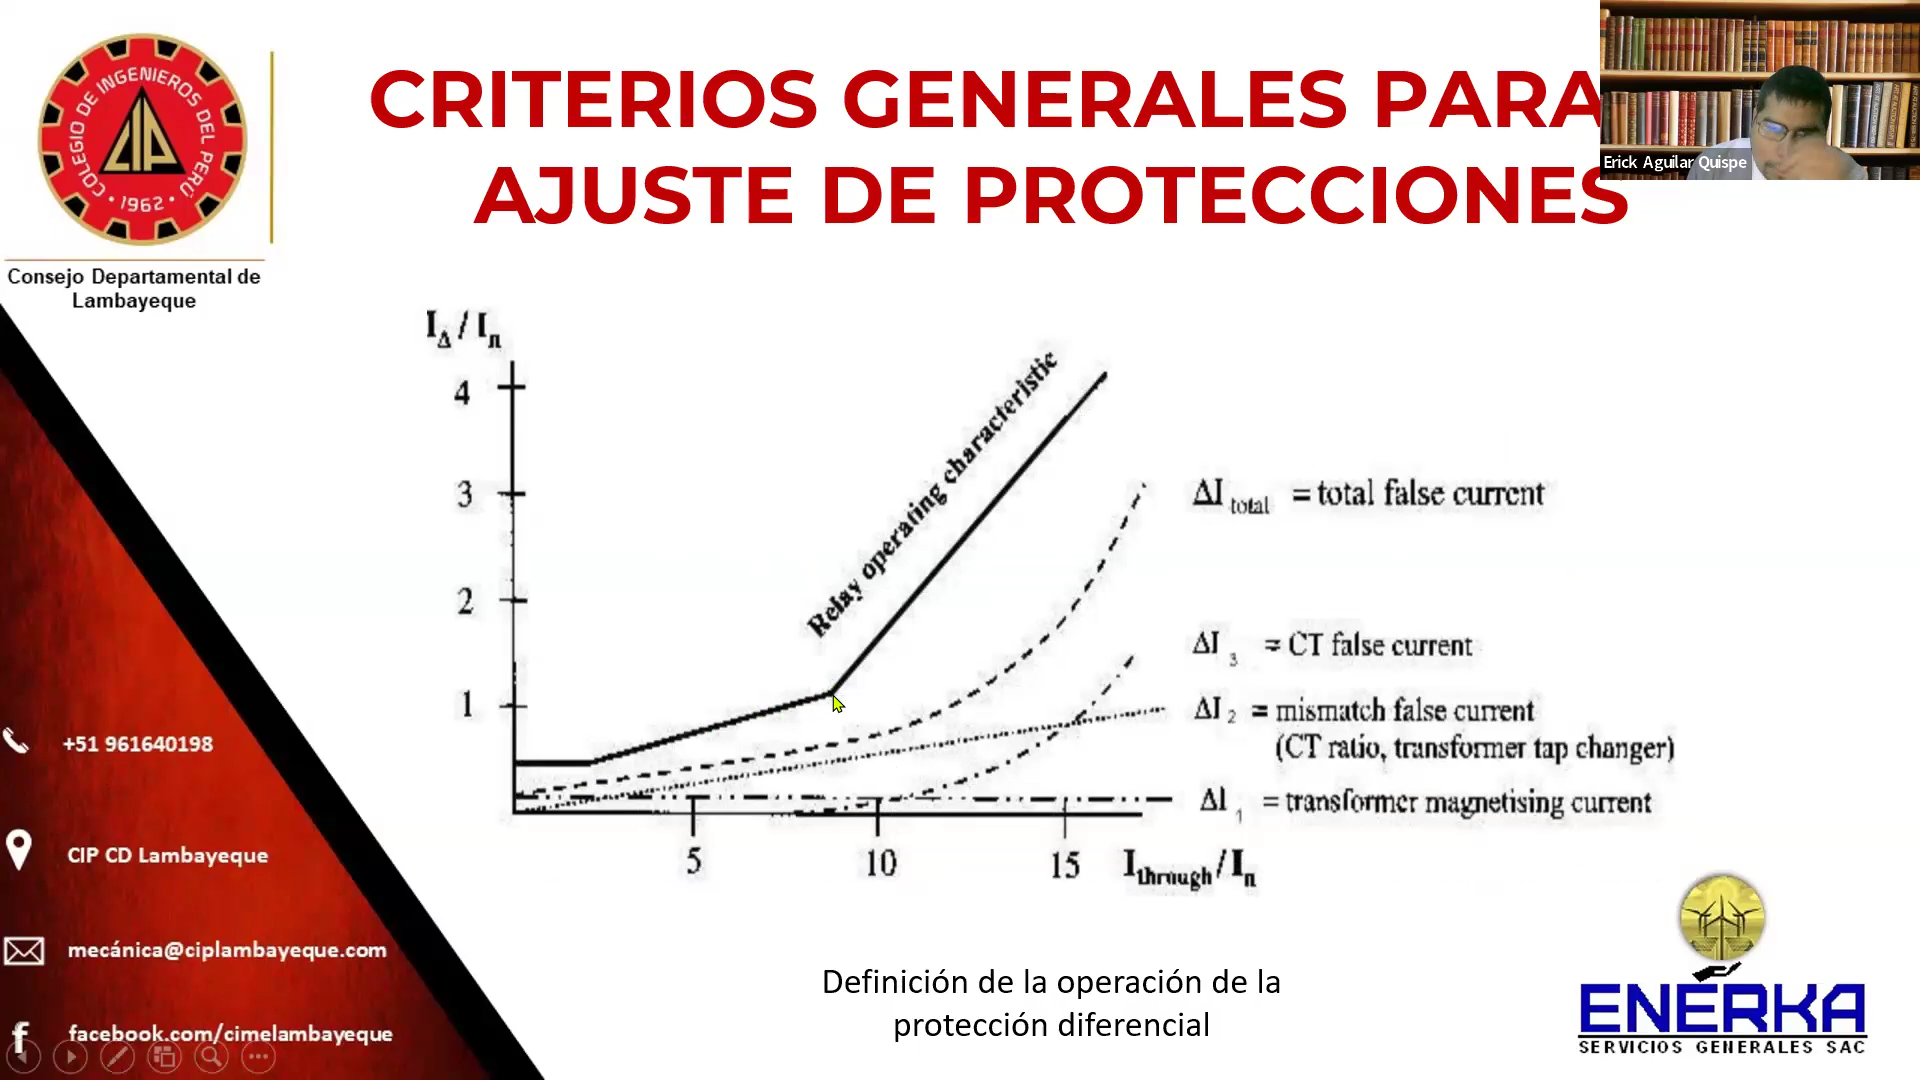 COLEGIO DE INGENIEROS DEL PERÚ
CIP
• 1962 •
Consejo Departamental de
Lambayeque
CRITERIOS GENERALES PARA
AJUSTE DE PROTECCIONES
Erick Aguilar Quispe
IΔ / In
4
3
2
1
Relay operating characteristic
5
10
15
Ithrough/In
ΔI total = total false current
ΔI 3 = CT false current
ΔI 2 = mismatch false current
(CT ratio, transformer tap changer)
ΔI 1 = transformer magnetising current
+51 961640198
CIP CD Lambayeque
mecánica@ciplambayeque.com
facebook.com/cimelambayeque
Definición de la operación de la
protección diferencial
ENERKA
SERVICIOS GENERALES SAC